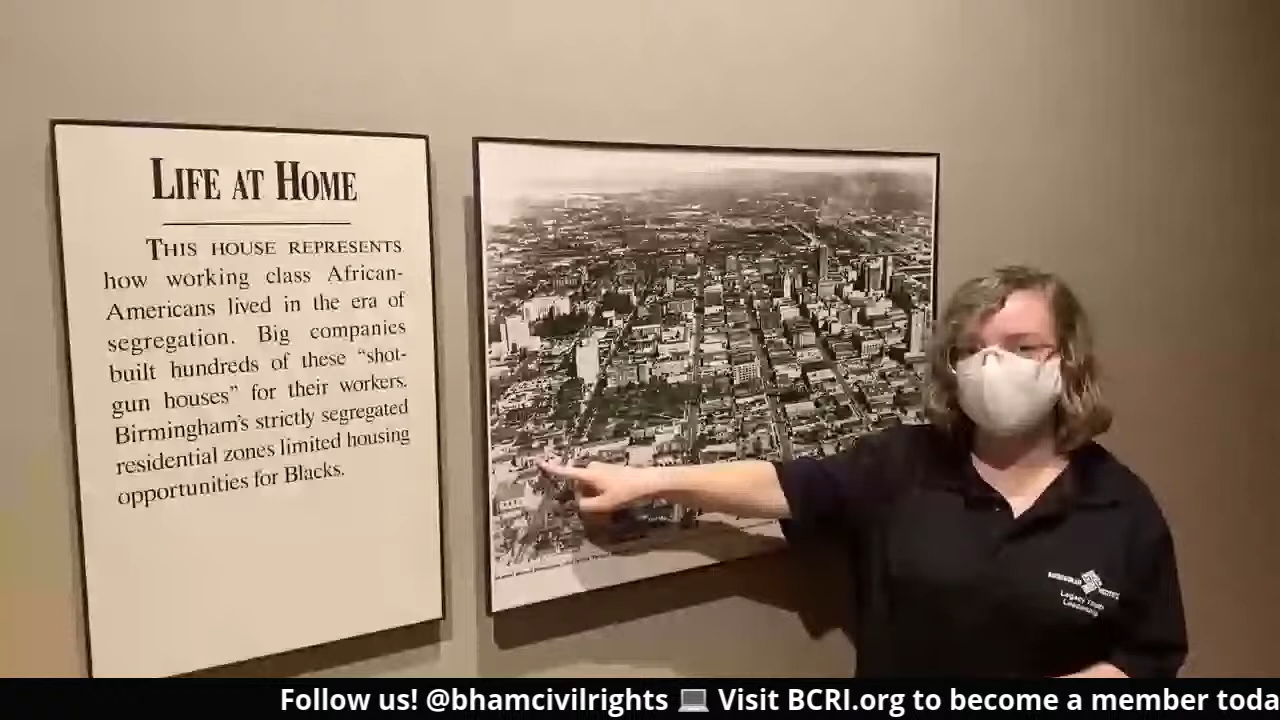 LIFE AT HOME
THIS HOUSE REPRESENTS
how working class African-
Americans lived in the era of
segregation. Big companies
built hundreds of these “shot-
gun houses” for their workers.
Birmingham’s strictly segregated
residential zones limited housing
opportunities for Blacks.
Legacy Youth
Leadership
Follow us! @bhamcivilrights 💻 Visit BCRI.org to become a member toda